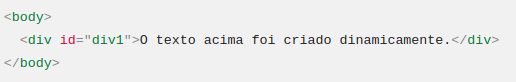 <body>
  <div id="div1">O texto acima foi criado dinamicamente.</div>
</body>